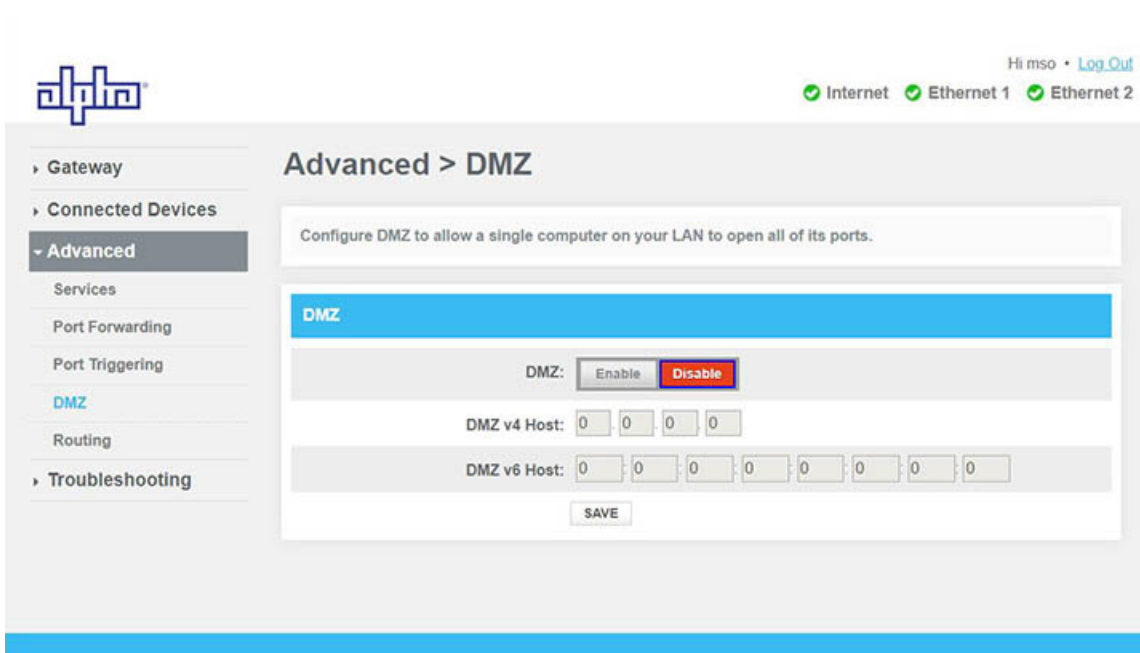 alpha
Hi mso • Log Out
Internet Ethernet 1 Ethernet 2
Gateway
Connected Devices
Advanced
Services
Port Forwarding
Port Triggering
DMZ
Routing
Troubleshooting
Advanced > DMZ
Configure DMZ to allow a single computer on your LAN to open all of its ports.
DMZ
DMZ: Enable Disable
DMZ v4 Host: 0 . 0 . 0 . 0
DMZ v6 Host: 0 : 0 : 0 : 0 : 0 : 0 : 0 : 0
SAVE